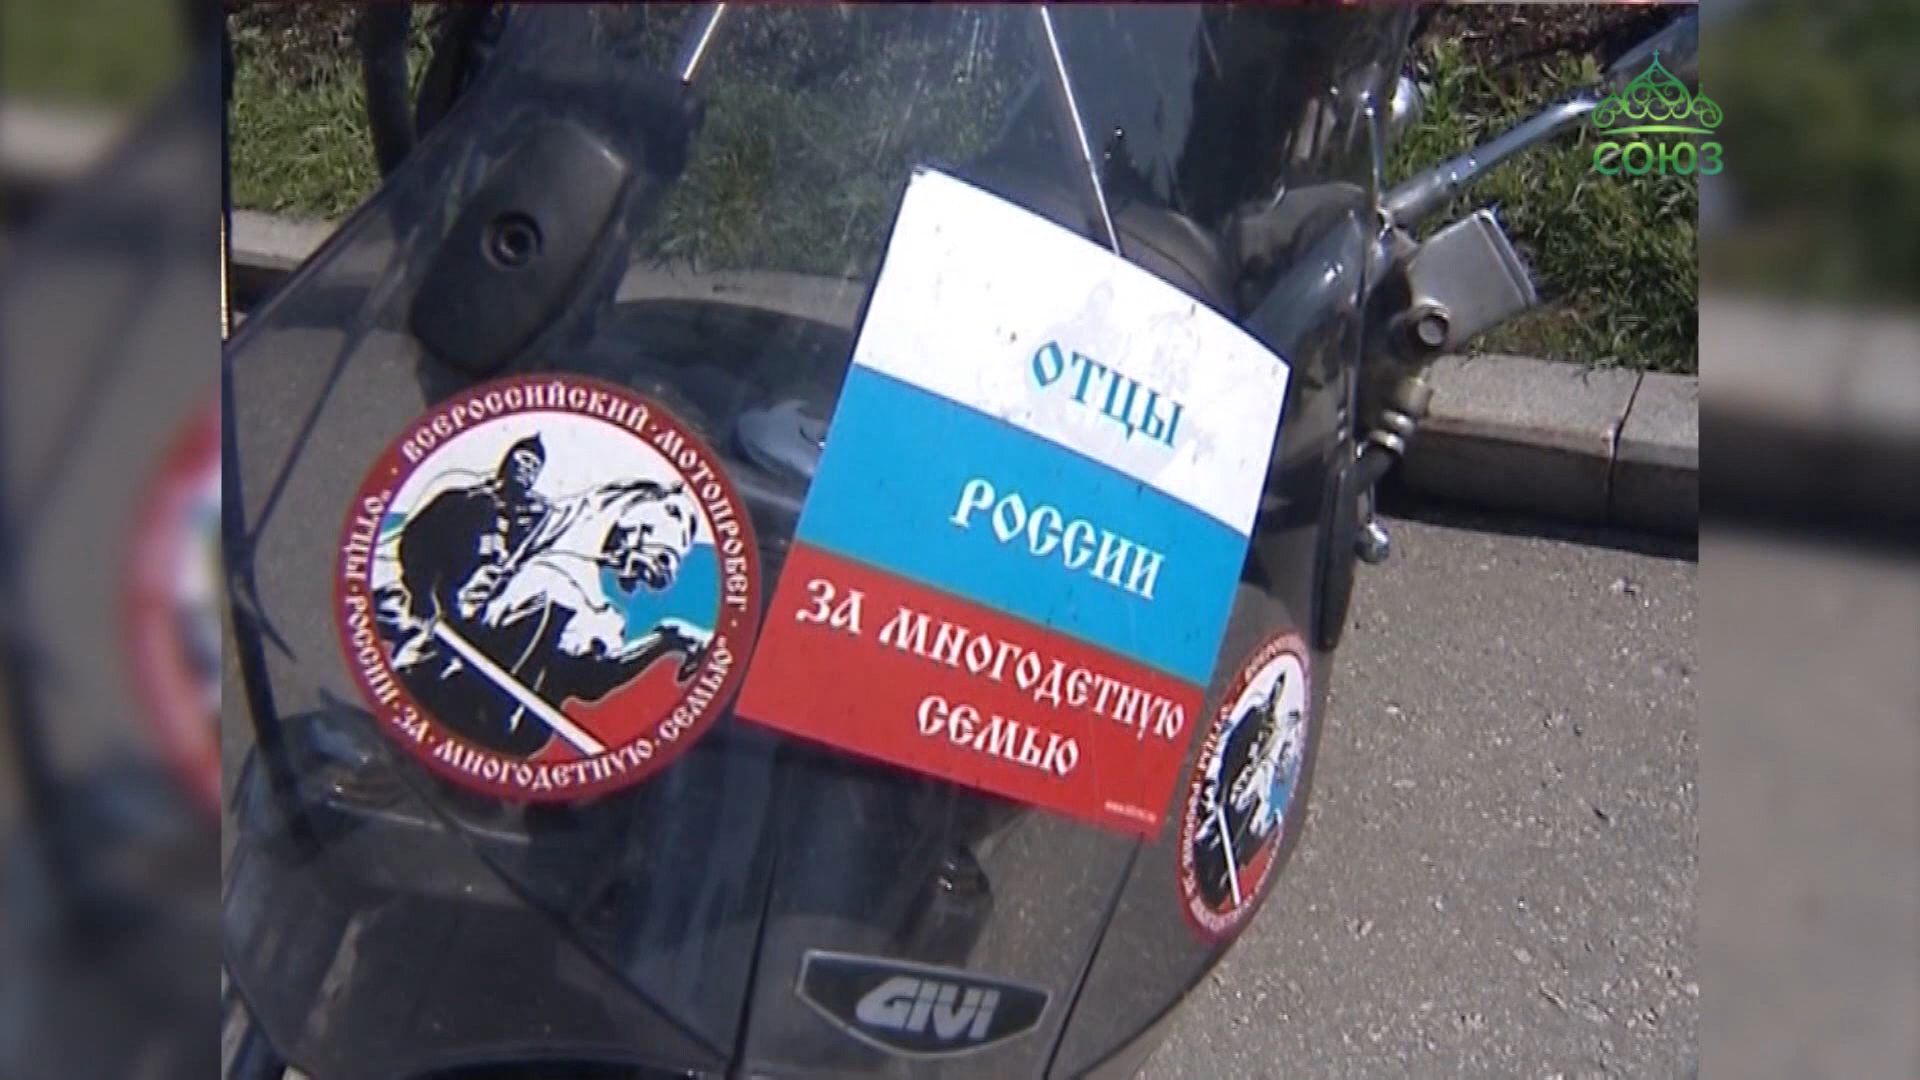 СОЮЗ
ОТЦЫ
РОССИИ
ЗА МНОГОДЕТНУЮ
СЕМЬЮ
· ВСЕРОССИЙСКИЙ · МОТОПРОБЕГ ·
"ОТЦЫ · РОССИИ · ЗА · МНОГОДЕТНУЮ · СЕМЬЮ"
GIVI